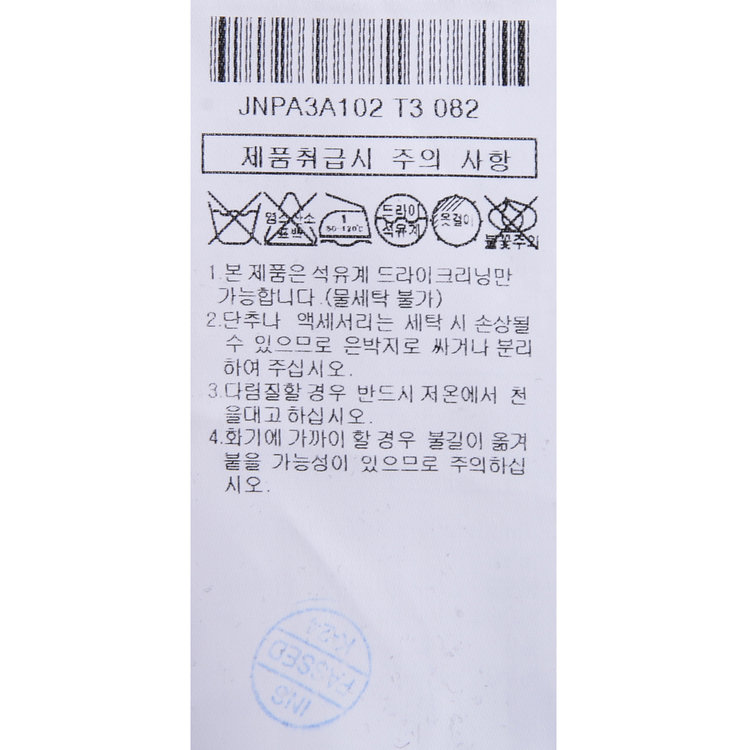 JNPA3A102 T3 082
제품취급시 주의 사항
염소산소 표백
1 80-120℃
드라이 석유계
옷걸이
불꽃주의
1.본 제품은 석유계 드라이크리닝만
가능합니다.(물세탁 불가)
2.단추나 액세서리는 세탁 시 손상될
수 있으므로 은박지로 싸거나 분리
하여 주십시오.
3.다림질할 경우 반드시 저온에서 천
을대고 하십시오.
4.화기에 가까이 할 경우 불길이 옮겨
붙을 가능성이 있으므로 주의하십
시오.
INS
PASSED
KA24